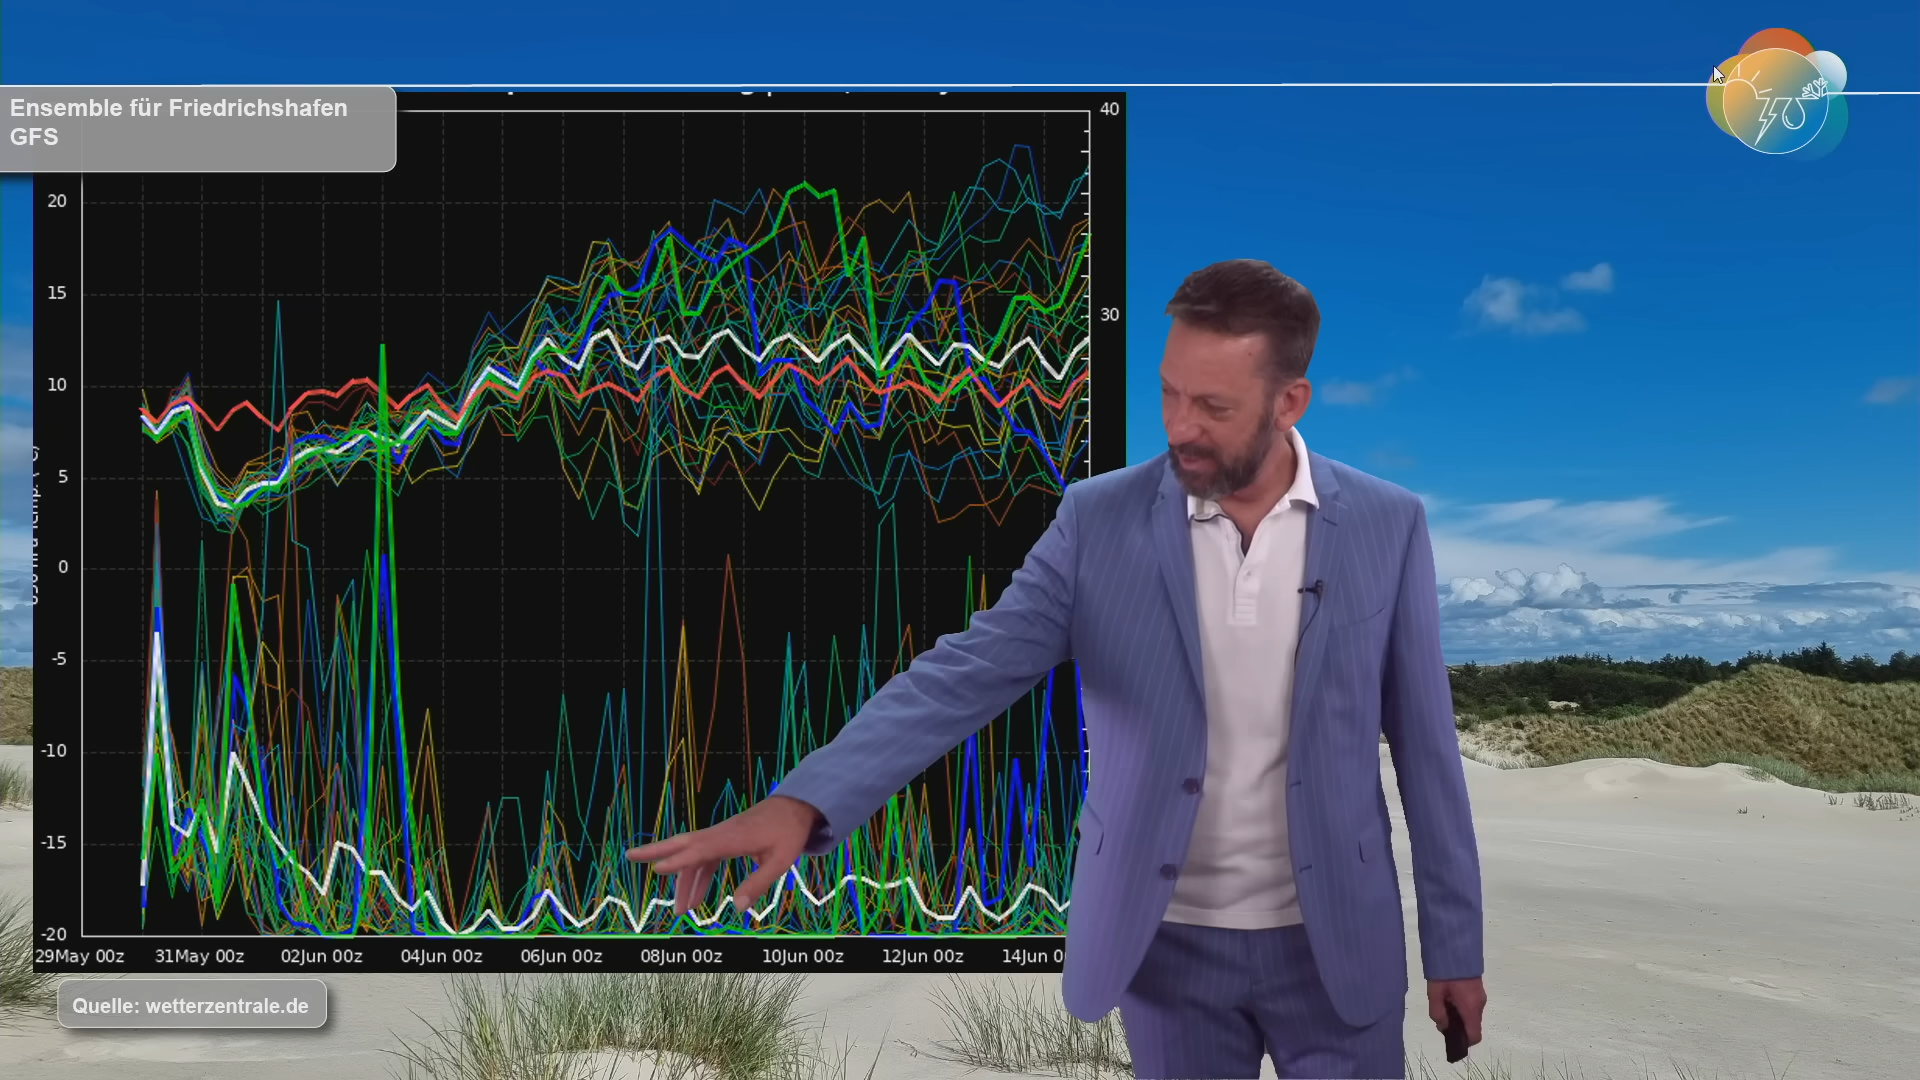 Ensemble für Friedrichshafen
GFS
40
20
15
30
10
5
0
-5
-10
-15
-20
29May 00z 31May 00z 02Jun 00z 04Jun 00z 06Jun 00z 08Jun 00z 10Jun 00z 12Jun 00z 14Jun
Quelle: wetterzentrale.de